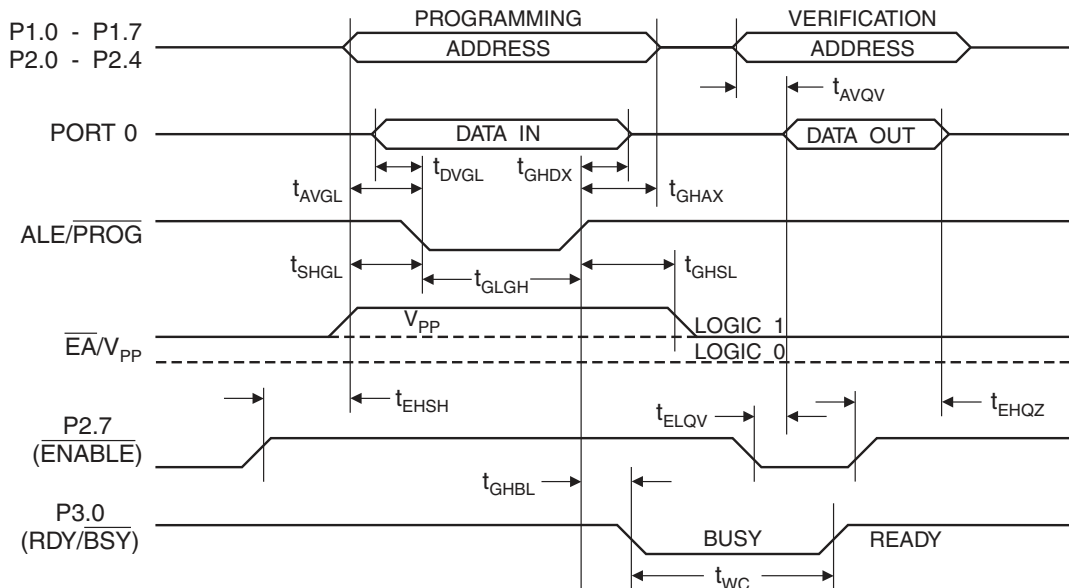 PROGRAMMING VERIFICATION
P1.0 - P1.7
P2.0 - P2.4
ADDRESS ADDRESS
tAVQV
PORT 0 DATA IN DATA OUT
tDVGL tGHDX
tAVGL tGHAX
ALE/PROG
tSHGL tGLGH tGHSL
VPP LOGIC 1
EA/VPP
LOGIC 0
tEHSH tELQV tEHQZ
P2.7
(ENABLE)
tGHBL
P3.0
(RDY/BSY)
BUSY READY
tWC